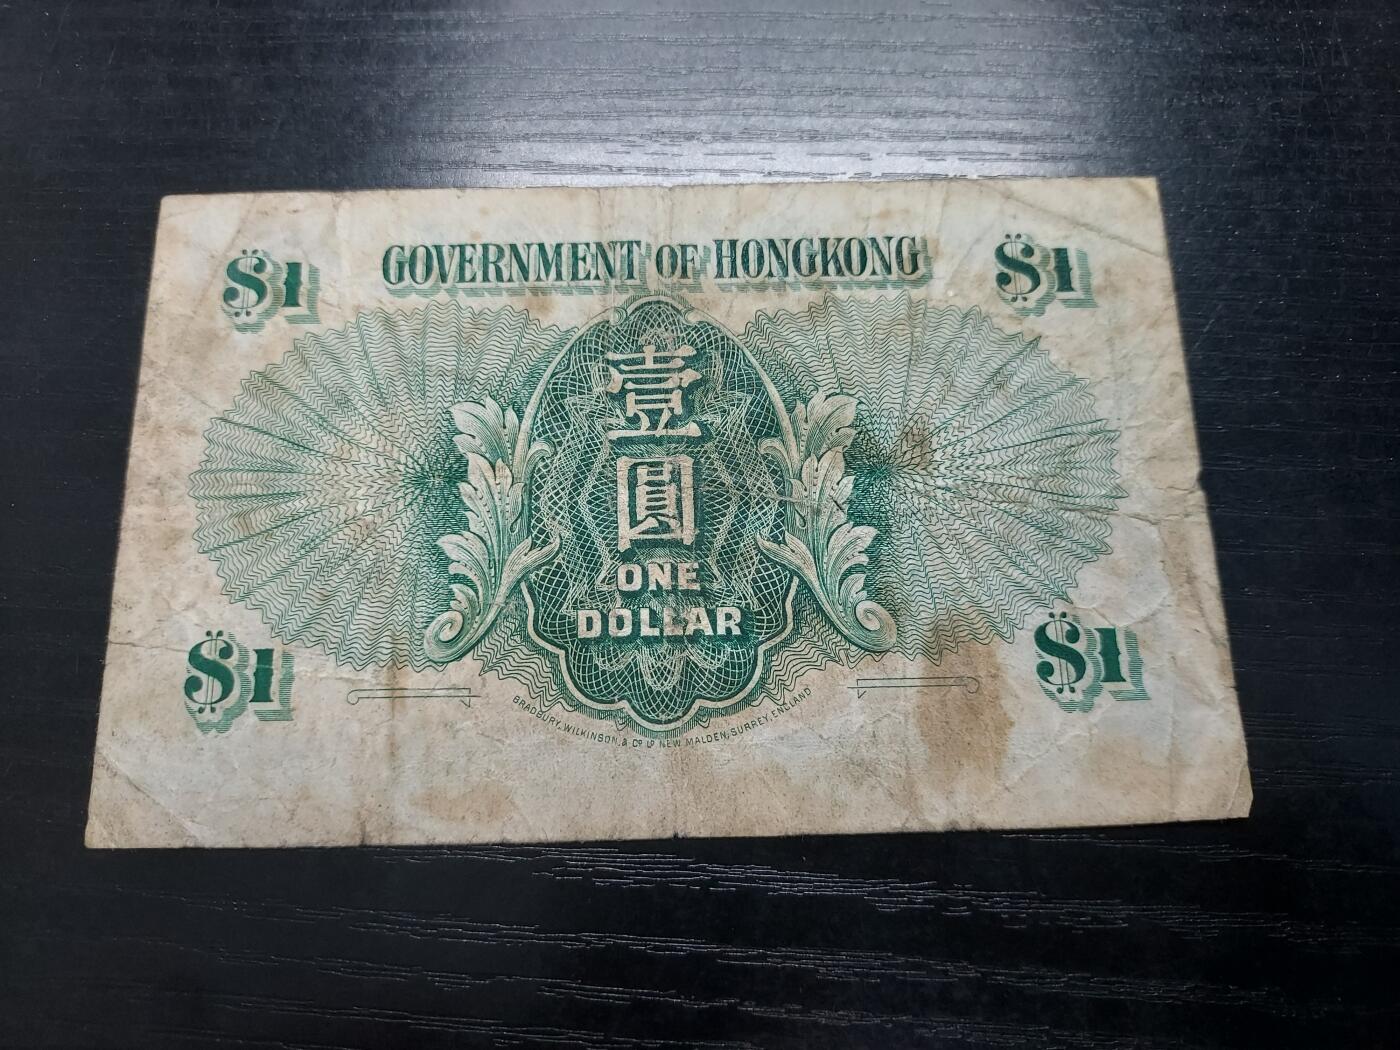 GOVERNMENT OF HONGKONG
$1
$1
壹
圓
ONE
DOLLAR
$1
$1
BRADBURY, WILKINSON, & Cº Lᴰ NEW MALDEN, SURREY, ENGLAND